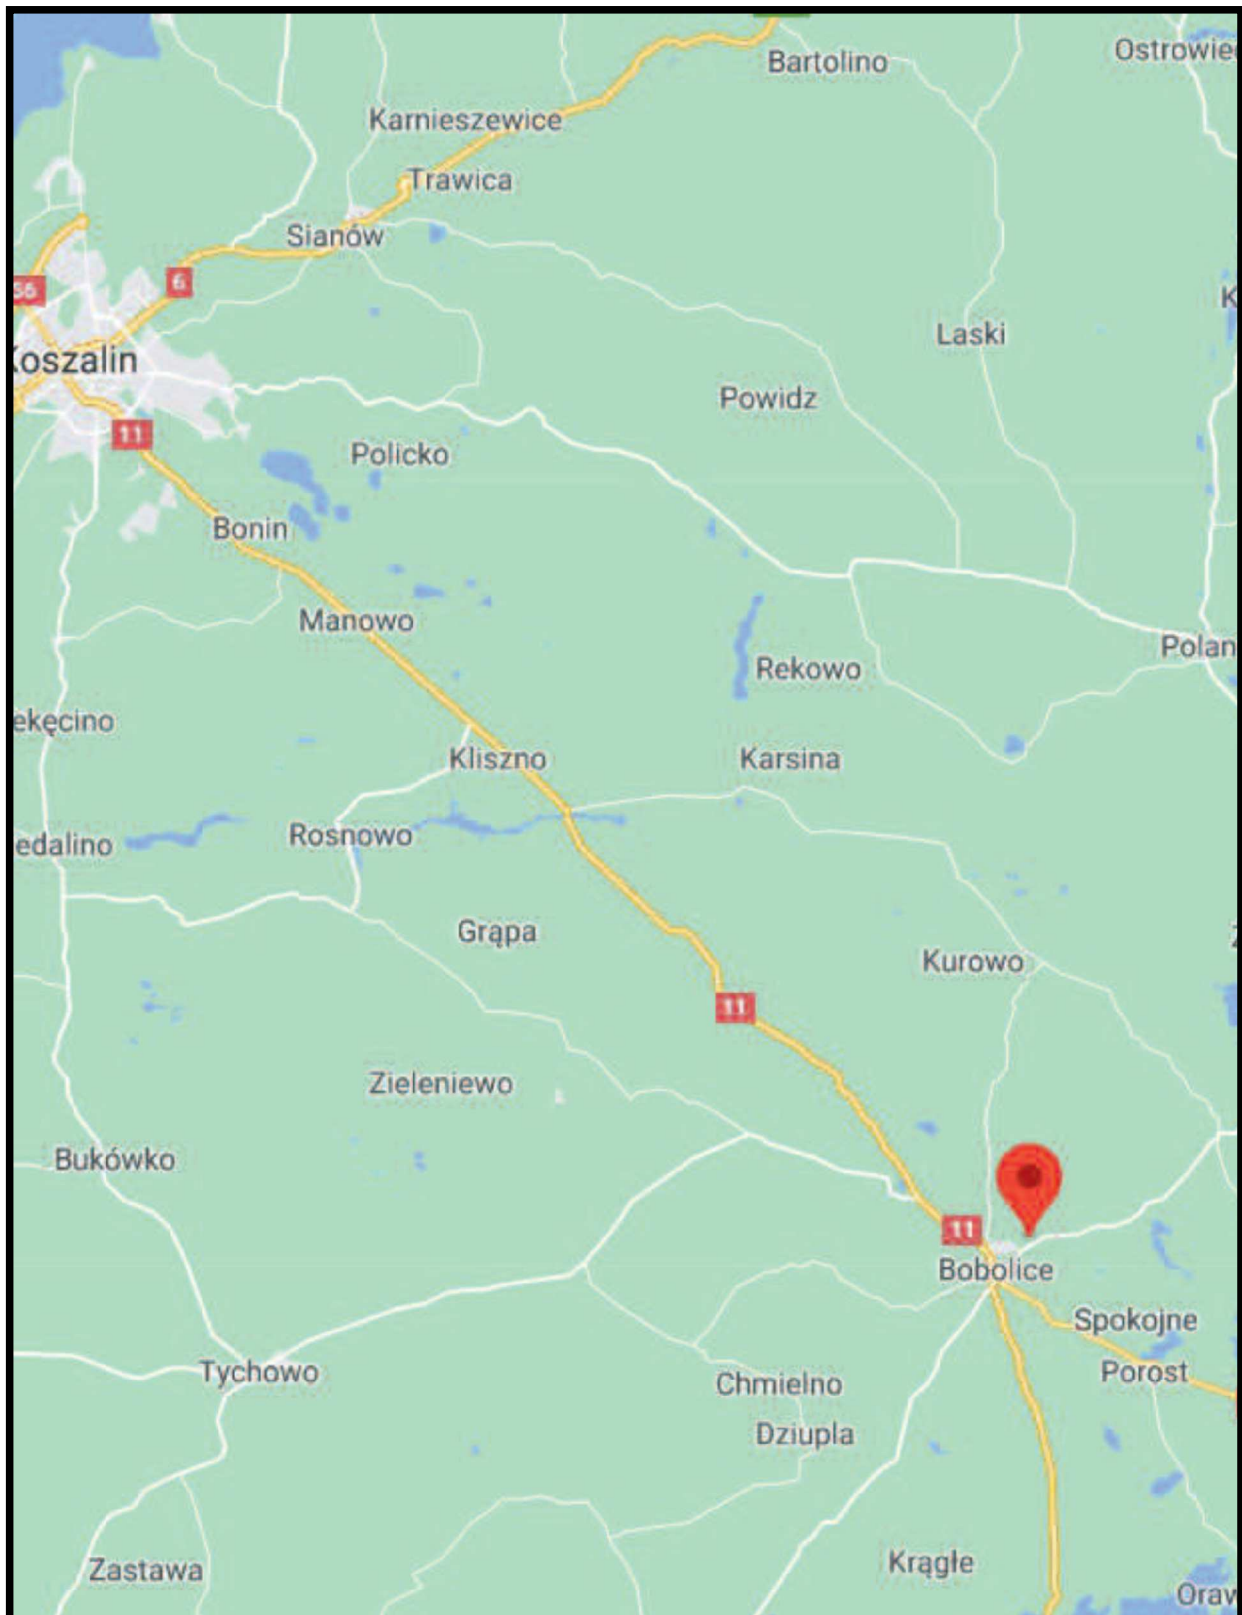 Ostrowie
Bartolino
Karnieszewice
Trawica
Sianów
6
66
K
Laski
Koszalin
Powidz
11
Policko
Bonin
Manowo
Polan
Rekowo
ekęcino
Kliszno
Karsina
Rosnowo
edalino
Grąpa
Kurowo
11
Zieleniewo
Bukówko
11
Bobolice
Spokojne
Tychowo
Porost
Chmielno
Dziupla
Krągłe
Zastawa
Oraw